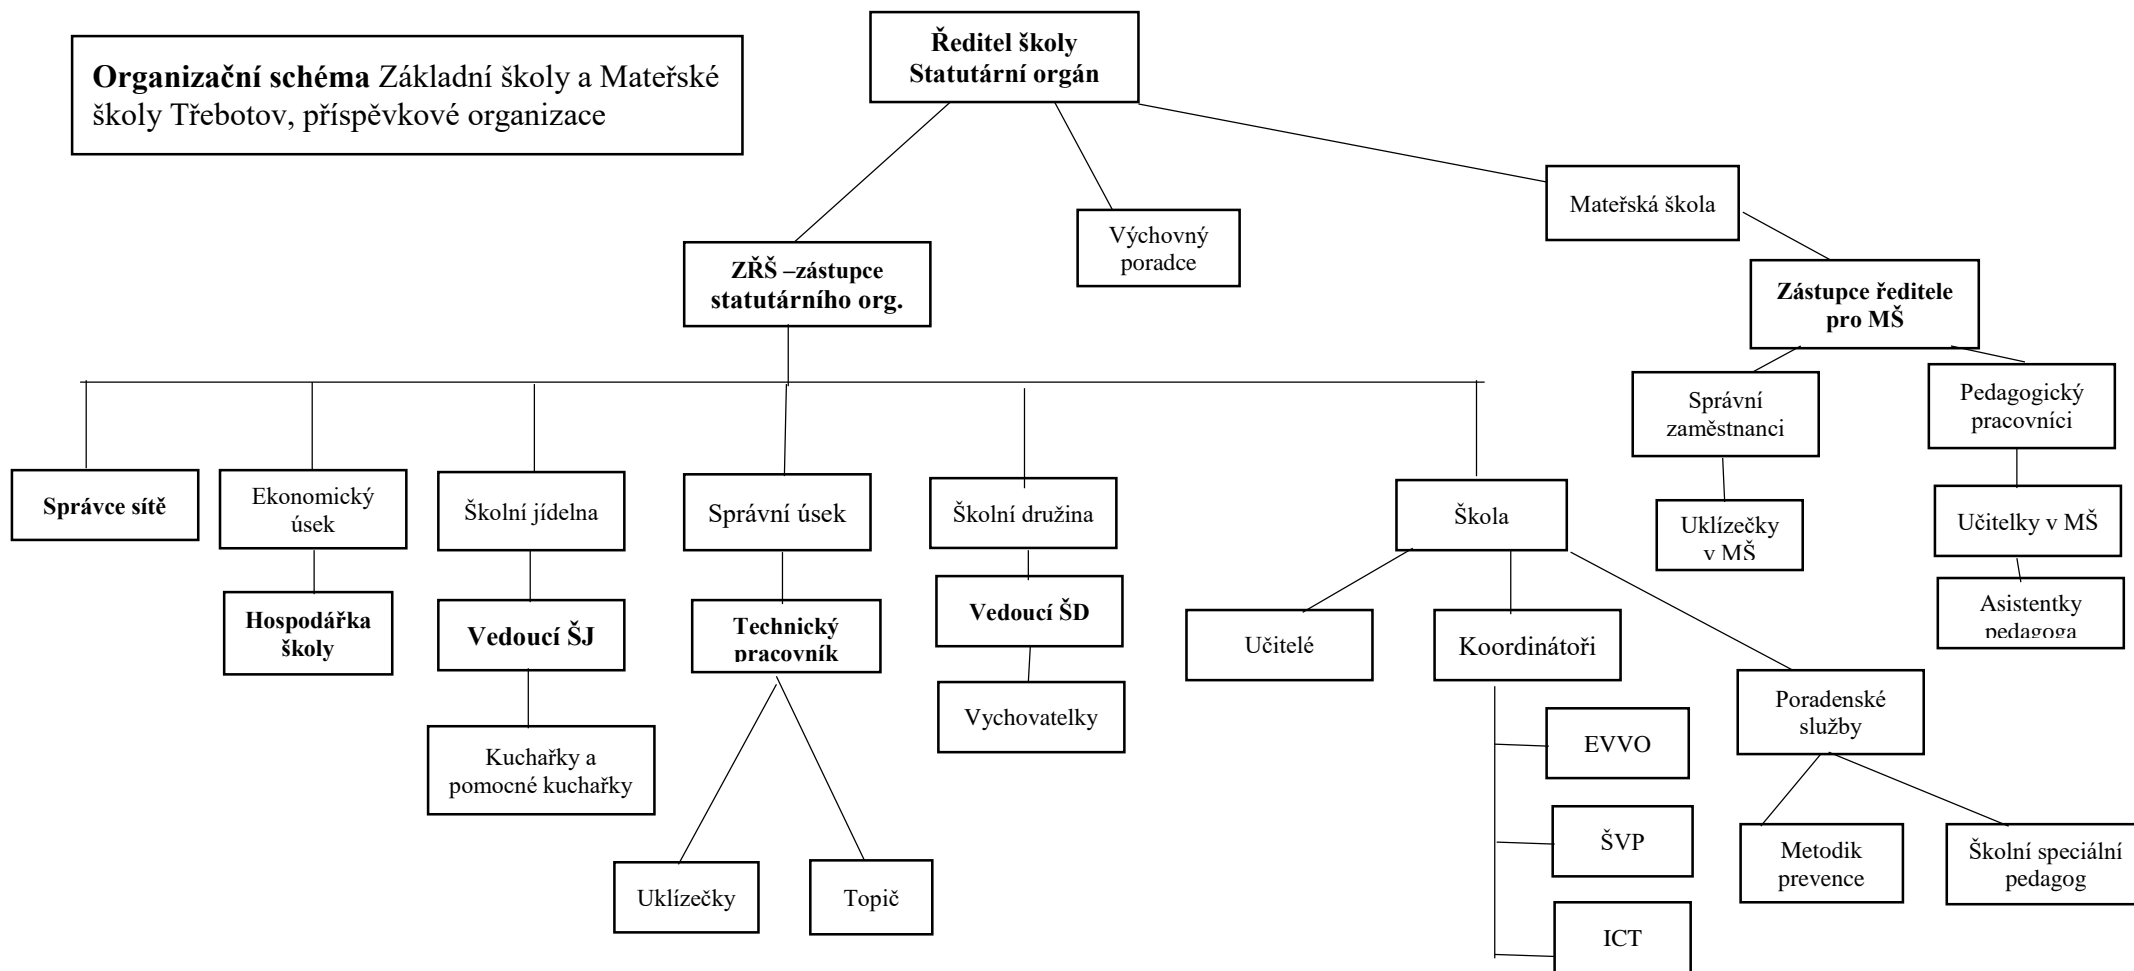 Organizační schéma Základní školy a Mateřské
školy Třebotov, příspěvkové organizace
Ředitel školy
Statutární orgán
Mateřská škola
Výchovný
poradce
ZŘŠ –zástupce
statutárního org.
Zástupce ředitele
pro MŠ
Správní
zaměstnanci
Pedagogický
pracovníci
Správce sítě
Ekonomický
úsek
Školní jídelna
Správní úsek
Školní družina
Škola
Uklízečky
v MŠ
Učitelky v MŠ
Hospodářka
školy
Vedoucí ŠJ
Technický
pracovník
Vedoucí ŠD
Učitelé
Koordinátoři
Asistentky
pedagoga
Vychovatelky
Poradenské
služby
Kuchařky a
pomocné kuchařky
EVVO
ŠVP
Metodik
prevence
Školní speciální
pedagog
Uklízečky
Topič
ICT